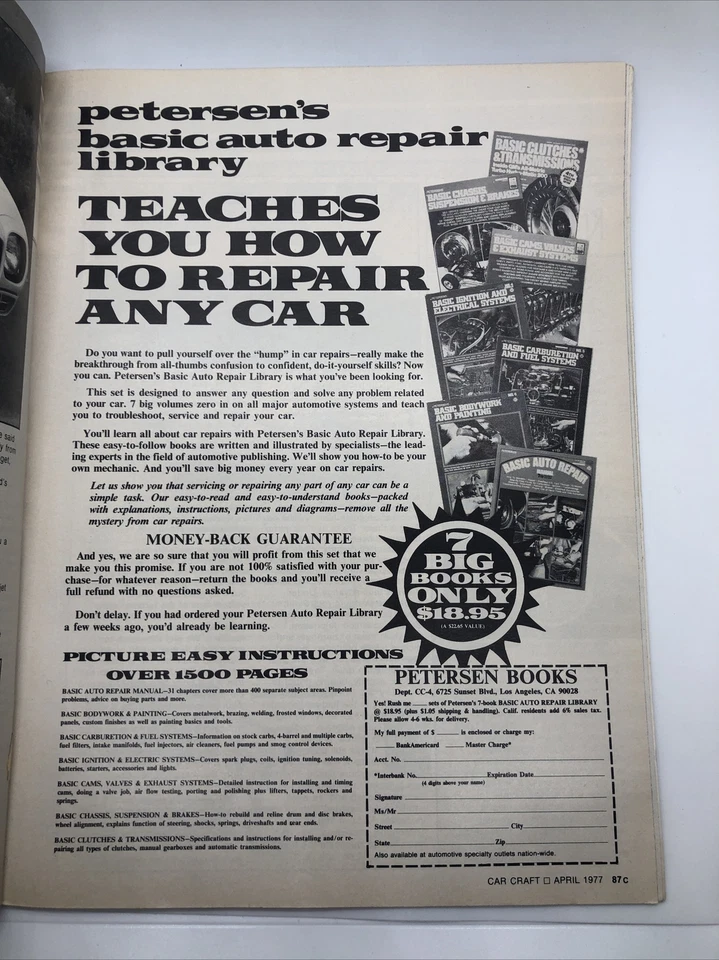 petersen's
basic auto repair
library
TEACHES
YOU HOW
TO REPAIR
ANY CAR
Do you want to pull yourself over the “hump” in car repairs—really make the
breakthrough from all-thumbs confusion to confident, do-it-yourself skills? Now
you can. Petersen's Basic Auto Repair Library is what you've been looking for.
This set is designed to answer any question and solve any problem related
to your car. 7 big volumes zero in on all major automotive systems and teach
you to troubleshoot, service and repair your car.
You'll learn all about car repairs with Petersen's Basic Auto Repair Library.
These easy-to-follow books are written and illustrated by specialists—the lead-
ing experts in the field of automotive publishing. We'll show you how-to be your
own mechanic. And you'll save big money every year on car repairs.
Let us show you that servicing or repairing any part of any car can be a
simple task. Our easy-to-read and easy-to-understand books—packed
with explanations, instructions, pictures and diagrams—remove all the
mystery from car repairs.
MONEY-BACK GUARANTEE
And yes, we are so sure that you will profit from this set that we
make you this promise. If you are not 100% satisfied with your pur-
chase—for whatever reason—return the books and you'll receive a
full refund with no questions asked.
Don't delay. If you had ordered your Petersen Auto Repair Library
a few weeks ago, you'd already be learning.
BASIC CLUTCHES
&TRANSMISSIONS
BASIC CHASSIS,
SUSPENSION & BRAKES
BASIC CAMS, VALVES
& EXHAUST SYSTEMS
BASIC IGNITION AND
ELECTRICAL SYSTEMS
BASIC CARBURETION
AND FUEL SYSTEMS
BASIC BODYWORK
AND PAINTING
BASIC AUTO REPAIR
7
BIG
BOOKS
ONLY
$18.95
(A $22.65 VALUE)
PICTURE EASY INSTRUCTIONS
OVER 1500 PAGES
BASIC AUTO REPAIR MANUAL—31 chapters cover more than 400 separate subject areas. Pinpoint
problems, advice on buying parts and more.
BASIC BODYWORK & PAINTING—Covers metalwork, brazing, welding, frosted windows, decorated
panels, custom finishes as well as painting basics and tools.
BASIC CARBURETION & FUEL SYSTEMS—Information on stock carbs, 4-barrel and multiple carbs,
fuel filters, intake manifolds, fuel injectors, air cleaners, fuel pumps and smog control devices.
BASIC IGNITION & ELECTRIC SYSTEMS—Covers spark plugs, coils, ignition tuning, solenoids,
batteries, starters, accessories and lights.
BASIC CAMS, VALVES & EXHAUST SYSTEMS—Detailed instruction for installing and timing
cams, doing a valve job, air flow testing, porting and polishing plus lifters, tappets, rockers and
springs.
BASIC CHASSIS, SUSPENSION & BRAKES—How-to rebuild and reline drum and disc brakes,
wheel alignment, explains function of steering, shocks, springs, driveshafts and rear ends.
BASIC CLUTCHES & TRANSMISSIONS—Specifications and instructions for installing and/or re-
pairing all types of clutches, manual gearboxes and automatic transmissions.
PETERSEN BOOKS
Dept. CC-4, 6725 Sunset Blvd., Los Angeles, CA 90028
Yes! Rush me ____ sets of Petersen's 7-book BASIC AUTO REPAIR LIBRARY
@ $18.95 (plus $1.05 shipping & handling). Calif. residents add 6% sales tax.
Please allow 4-6 wks. for delivery.
My full payment of $ ______ is enclosed or charge my:
____ BankAmericard ____ Master Charge*
Acct. No.
*Interbank No. ______ Expiration Date
(4 digits above your name)
Signature
Ms/Mr
Street ______ City
State ______ Zip
Also available at automotive specialty outlets nation-wide.
CAR CRAFT □ APRIL 1977 87C